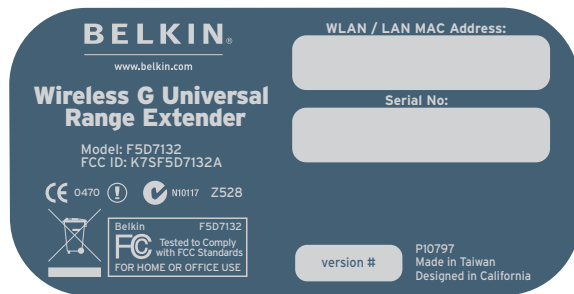 BELKIN®
www.belkin.com
Wireless G Universal
Range Extender
Model: F5D7132
FCC ID: K7SF5D7132A
CE 0470 ! N10117 Z528
Belkin F5D7132
FC Tested to Comply
with FCC Standards
FOR HOME OR OFFICE USE
WLAN / LAN MAC Address:
Serial No:
version #
P10797
Made in Taiwan
Designed in California